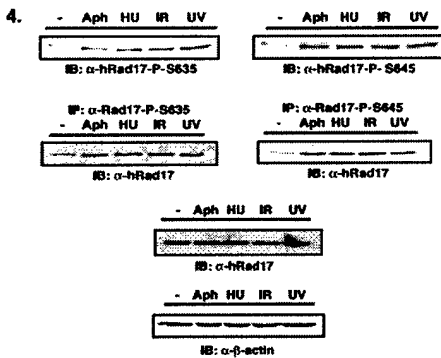 4.
- Aph HU IR UV
- Aph HU IR UV
IB: α-hRad17-P-S635
IB: α-hRad17-P- S645
IP: α-Rad17-P-S635
IP: α-Rad17-P-S645
- Aph HU IR UV
- Aph HU IR UV
IB: α-hRad17
IB: α-hRad17
- Aph HU IR UV
IB: α-hRad17
- Aph HU IR UV
IB: α-β-actin